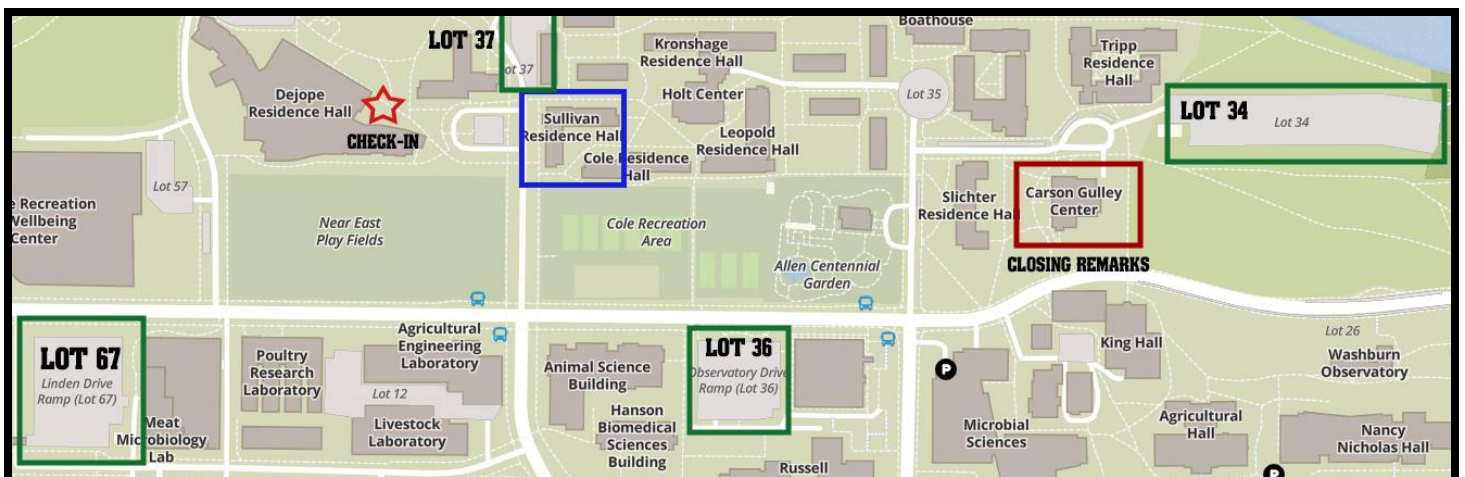 Boathouse
LOT 37
ot 37
Kronshage
Residence Hall
Tripp
Residence
Hall
Dejope
Residence Hall
CHECK-IN
Holt Center
Lot 35
LOT 34
Lot 34
Sullivan
Residence Hall
Leopold
Residence Hall
Cole Residence
Hall
Lot 57
Slichter
Residence Hall
Carson Gulley
Center
e Recreation
Wellbeing
Center
Near East
Play Fields
Cole Recreation
Area
Allen Centennial
Garden
CLOSING REMARKS
LOT 67
Linden Drive
Ramp (Lot 67)
Meat
Microbiology
Lab
Poultry
Research
Laboratory
Agricultural
Engineering
Laboratory
Lot 12
Livestock
Laboratory
Animal Science
Building
Hanson
Biomedical
Sciences
Building
LOT 36
Observatory Drive
Ramp (Lot 36)
Russell
P
Microbial
Sciences
King Hall
Lot 26
Washburn
Observatory
Agricultural
Hall
Nancy
Nicholas Hall
P